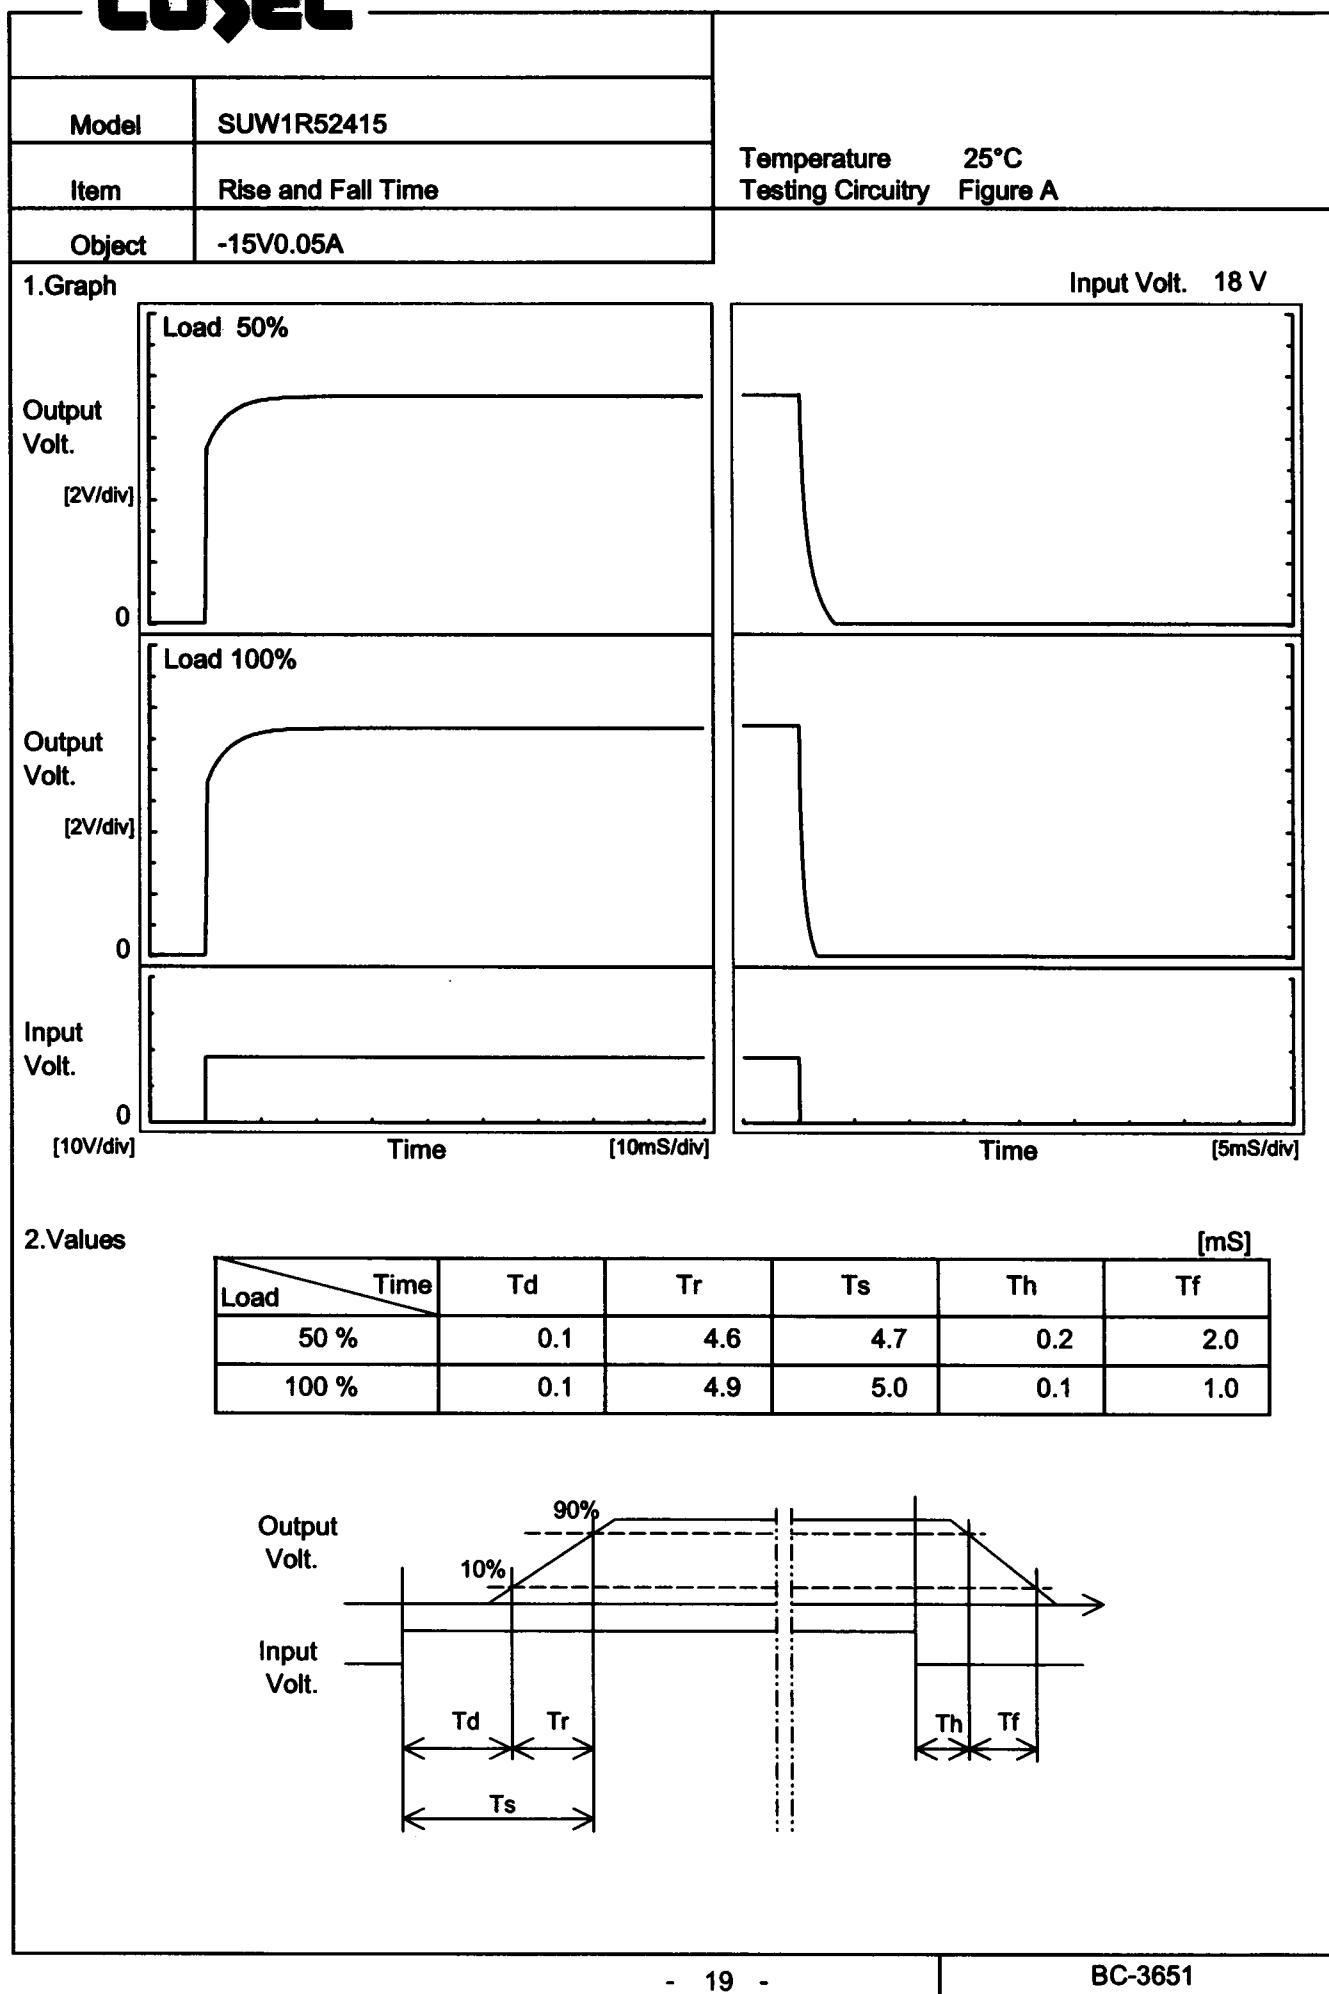 COSEL
Model SUW1R52415
Temperature 25°C
Item Rise and Fall Time
Testing Circuitry Figure A
Object -15V0.05A
1.Graph
Input Volt. 18 V
Load 50%
Output
Volt.
[2V/div]
0
Load 100%
Output
Volt.
[2V/div]
0
Input
Volt.
0
[10V/div] Time [10mS/div] Time [5mS/div]
2.Values
[mS]
Load Time Td Tr Ts Th Tf
50 % 0.1 4.6 4.7 0.2 2.0
100 % 0.1 4.9 5.0 0.1 1.0
Output
Volt.
90%
10%
Input
Volt.
Td Tr Th Tf
Ts
- 19 - BC-3651